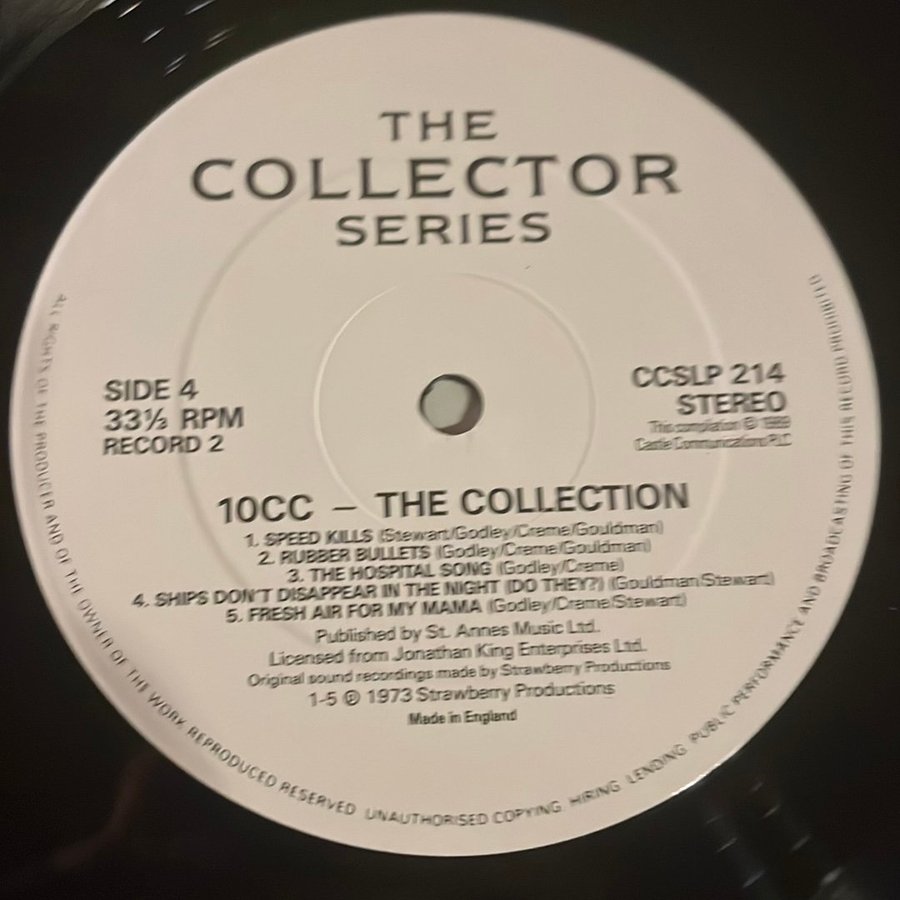 THE
COLLECTOR
SERIES
SIDE 4
33⅓ RPM
RECORD 2
CCSLP 214
STEREO
This compilation ℗ 1989
Castle Communications PLC
10CC – THE COLLECTION
1. SPEED KILLS (Stewart/Godley/Creme/Gouldman)
2. RUBBER BULLETS (Godley/Creme/Gouldman)
3. THE HOSPITAL SONG (Godley/Creme)
4. SHIPS DON'T DISAPPEAR IN THE NIGHT (DO THEY?) (Gouldman/Stewart)
5. FRESH AIR FOR MY MAMA (Godley/Creme/Stewart)
Published by St. Annes Music Ltd.
Licensed from Jonathan King Enterprises Ltd.
Original sound recordings made by Strawberry Productions
1-5 ℗ 1973 Strawberry Productions
Made in England
ALL RIGHTS OF THE PRODUCER AND OF THE OWNER OF THE WORK REPRODUCED RESERVED. UNAUTHORISED COPYING, HIRING, LENDING, PUBLIC PERFORMANCE AND BROADCASTING OF THIS RECORD PROHIBITED